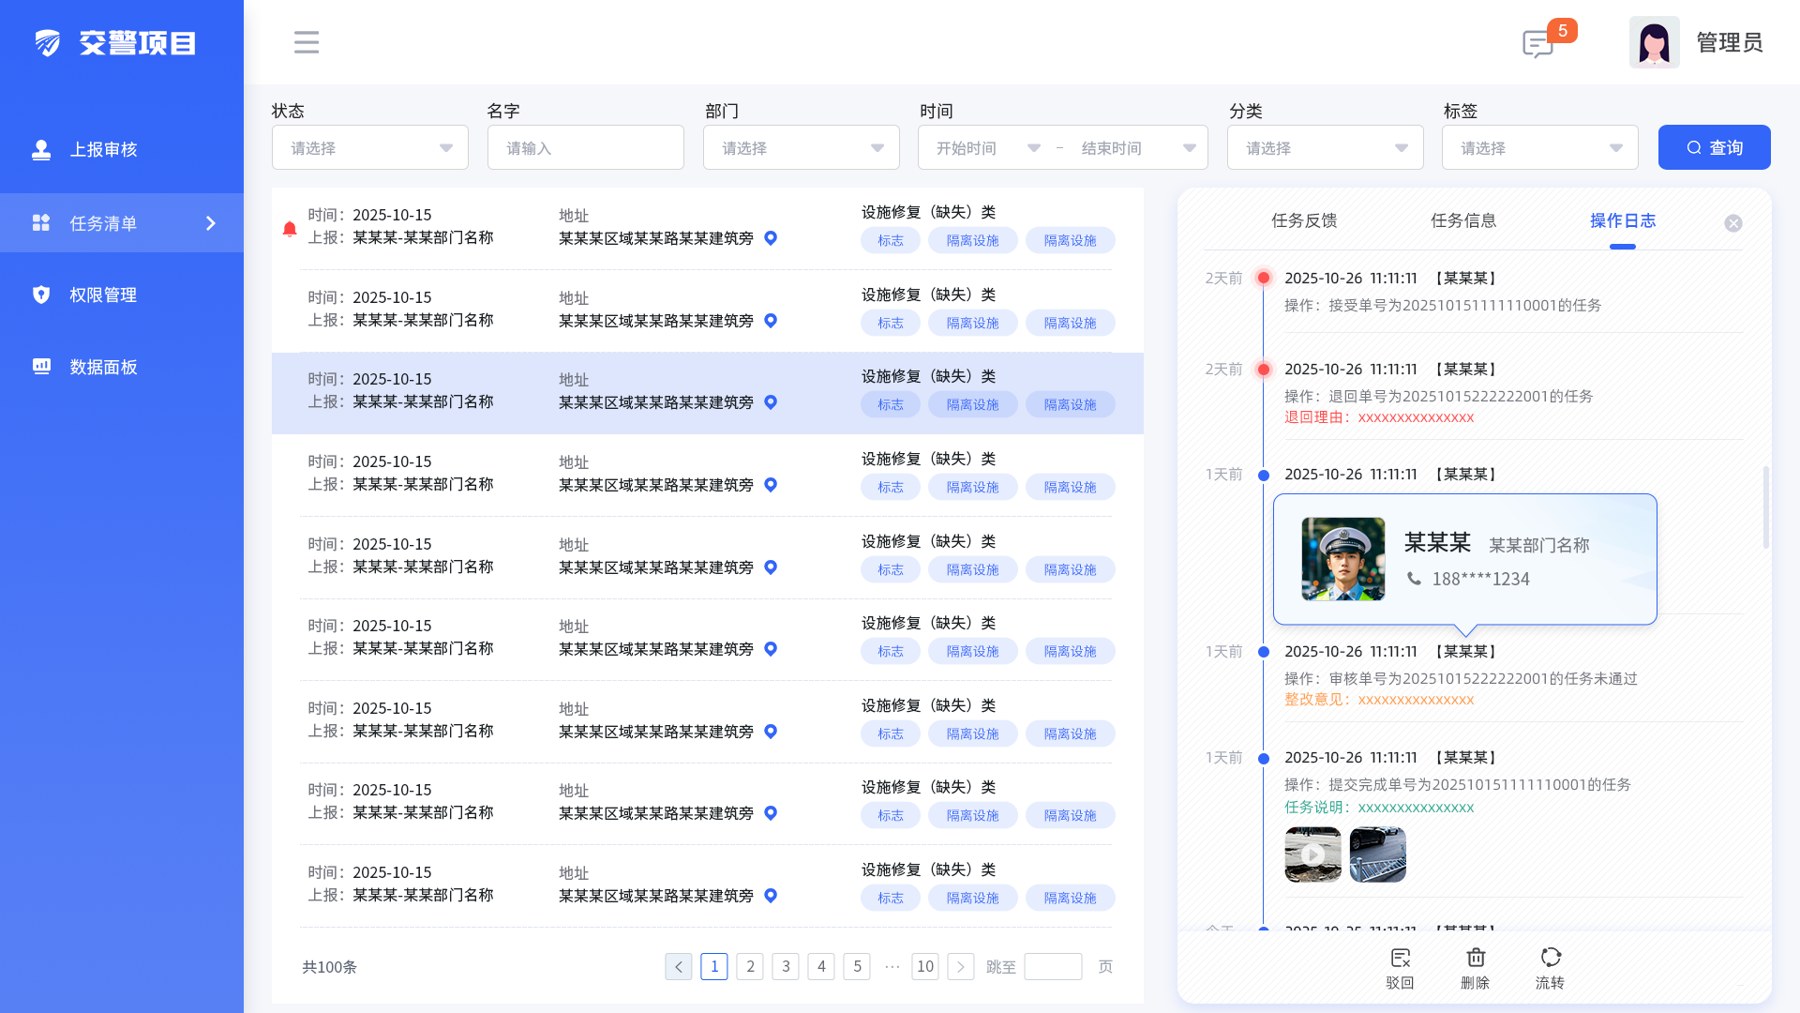 交警项目
5
管理员
上报审核
任务清单
权限管理
数据面板
状态 名字 部门 时间 分类 标签
请选择 请输入 请选择 开始时间 - 结束时间 请选择 请选择 查询
时间：2025-10-15 地址 设施修复（缺失）类
上报：某某某-某某部门名称 某某某区域某某路某某建筑旁 标志 隔离设施 隔离设施
时间：2025-10-15 地址 设施修复（缺失）类
上报：某某某-某某部门名称 某某某区域某某路某某建筑旁 标志 隔离设施 隔离设施
时间：2025-10-15 地址 设施修复（缺失）类
上报：某某某-某某部门名称 某某某区域某某路某某建筑旁 标志 隔离设施 隔离设施
时间：2025-10-15 地址 设施修复（缺失）类
上报：某某某-某某部门名称 某某某区域某某路某某建筑旁 标志 隔离设施 隔离设施
时间：2025-10-15 地址 设施修复（缺失）类
上报：某某某-某某部门名称 某某某区域某某路某某建筑旁 标志 隔离设施 隔离设施
时间：2025-10-15 地址 设施修复（缺失）类
上报：某某某-某某部门名称 某某某区域某某路某某建筑旁 标志 隔离设施 隔离设施
时间：2025-10-15 地址 设施修复（缺失）类
上报：某某某-某某部门名称 某某某区域某某路某某建筑旁 标志 隔离设施 隔离设施
时间：2025-10-15 地址 设施修复（缺失）类
上报：某某某-某某部门名称 某某某区域某某路某某建筑旁 标志 隔离设施 隔离设施
时间：2025-10-15 地址 设施修复（缺失）类
上报：某某某-某某部门名称 某某某区域某某路某某建筑旁 标志 隔离设施 隔离设施
共100条 1 2 3 4 5 ··· 10 跳至 页
任务反馈 任务信息 操作日志
2天前 2025-10-26 11:11:11 【某某某】
操作：接受单号为202510151111110001的任务
2天前 2025-10-26 11:11:11 【某某某】
操作：退回单号为20251015222222001的任务
退回理由：xxxxxxxxxxxxxxx
1天前 2025-10-26 11:11:11 【某某某】
某某某 某某部门名称
188****1234
1天前 2025-10-26 11:11:11 【某某某】
操作：审核单号为20251015222222001的任务未通过
整改意见：xxxxxxxxxxxxxxx
1天前 2025-10-26 11:11:11 【某某某】
操作：提交完成单号为202510151111110001的任务
任务说明：xxxxxxxxxxxxxxx
驳回 删除 流转